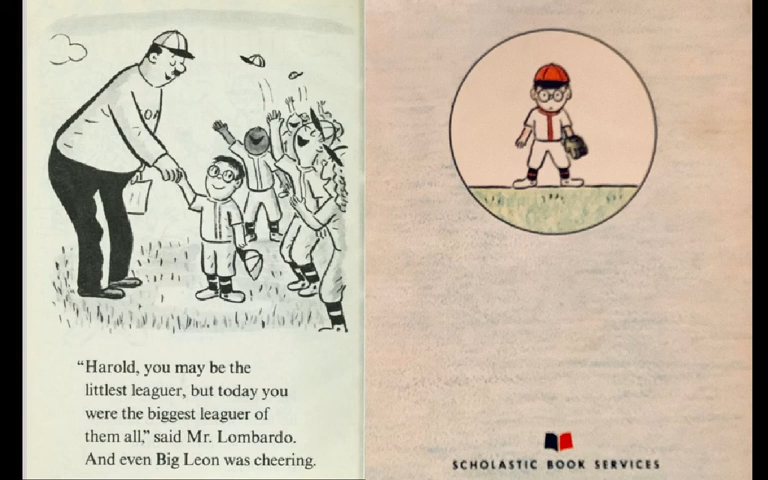 "Harold, you may be the
littlest leaguer, but today you
were the biggest leaguer of
them all," said Mr. Lombardo.
And even Big Leon was cheering.
SCHOLASTIC BOOK SERVICES